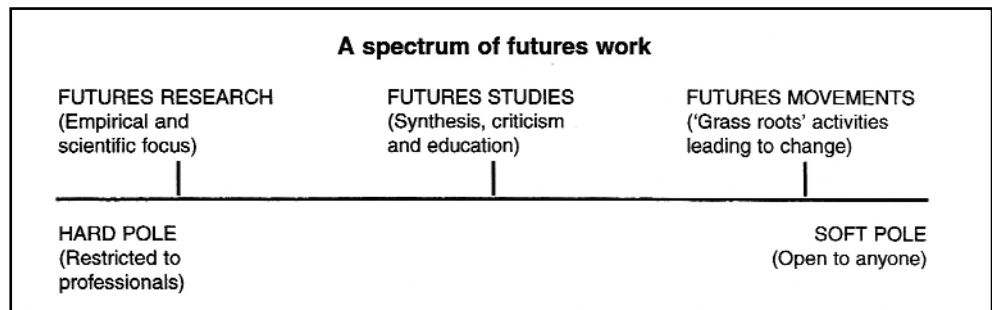 A spectrum of futures work
FUTURES RESEARCH
(Empirical and
scientific focus)
FUTURES STUDIES
(Synthesis, criticism
and education)
FUTURES MOVEMENTS
('Grass roots' activities
leading to change)
HARD POLE
(Restricted to
professionals)
SOFT POLE
(Open to anyone)